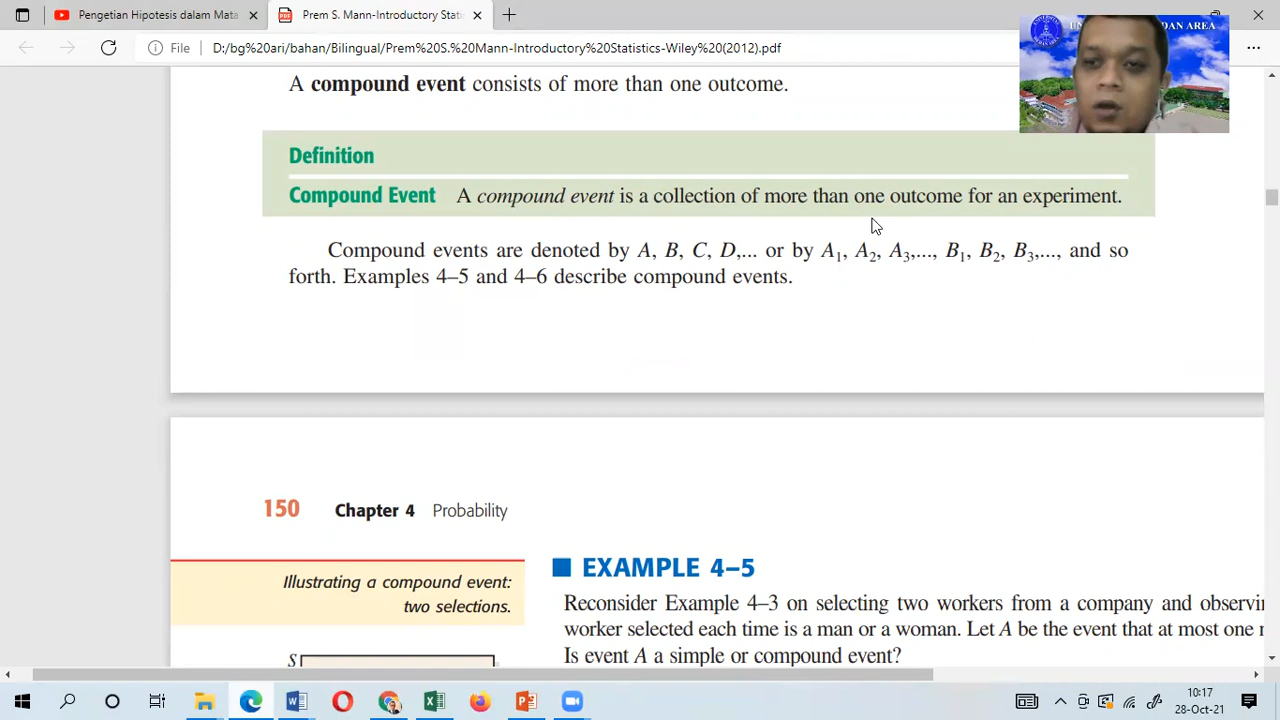 Pengetian Hipotesis dalam Mata
Prem S. Mann-Introductory Stat
File
D:/bg%20ari/bahan/Bilingual/Prem%20S.%20Mann-Introductory%20Statistics-Wiley%20(2012).pdf
DAN AREA
A compound event consists of more than one outcome.
Definition
Compound Event A compound event is a collection of more than one outcome for an experiment.
Compound events are denoted by A, B, C, D,... or by A1, A2, A3,..., B1, B2, B3,..., and so
forth. Examples 4–5 and 4–6 describe compound events.
150 Chapter 4 Probability
Illustrating a compound event:
two selections.
S
EXAMPLE 4–5
Reconsider Example 4–3 on selecting two workers from a company and observi
worker selected each time is a man or a woman. Let A be the event that at most one
Is event A a simple or compound event?
10:17
28-Oct-21